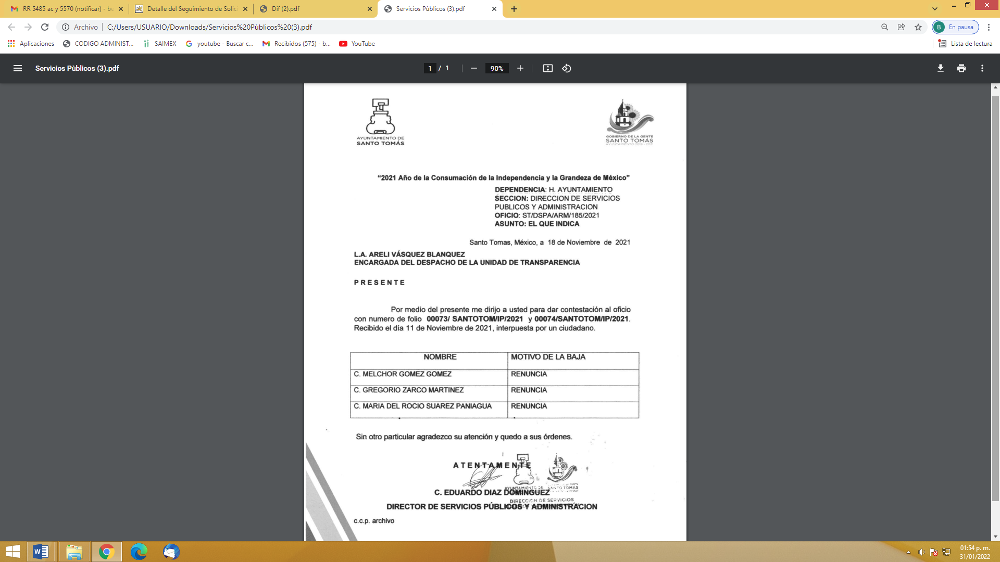 RR 5485 ac y 5570 (notificar) - be
Detalle del Seguimiento de Solici
Dif (2).pdf
Servicios Pùblicos (3).pdf
Archivo
C:/Users/USUARIO/Downloads/Servicios%20Pùblicos%20(3).pdf
B
En pausa
Aplicaciones
CODIGO ADMINIST...
SAIMEX
youtube - Buscar c...
Recibidos (575) - b...
YouTube
Lista de lectura
Servicios Pùblicos (3).pdf
1 / 1
90%
AYUNTAMIENTO DE
SANTO TOMÁS
GOBIERNO DE LA GENTE
SANTO TOMÁS
AYUNTAMIENTO 2019 - 2021
“2021 Año de la Consumación de la Independencia y la Grandeza de México”
DEPENDENCIA: H. AYUNTAMIENTO
SECCION: DIRECCION DE SERVICIOS
PUBLICOS Y ADMINISTRACION
OFICIO: ST/DSPA/ARM/185/2021
ASUNTO: EL QUE INDICA
Santo Tomas, México, a 18 de Noviembre de 2021
L.A. ARELI VÁSQUEZ BLANQUEZ
ENCARGADA DEL DESPACHO DE LA UNIDAD DE TRANSPARENCIA
P R E S E N T E
Por medio del presente me dirijo a usted para dar contestación al oficio
con numero de folio 00073/ SANTOTOM/IP/2021 y 00074/SANTOTOM/IP/2021.
Recibido el día 11 de Noviembre de 2021, interpuesta por un ciudadano.
NOMBRE MOTIVO DE LA BAJA
C. MELCHOR GOMEZ GOMEZ RENUNCIA
C. GREGORIO ZARCO MARTINEZ RENUNCIA
C. MARIA DEL ROCIO SUAREZ PANIAGUA RENUNCIA
Sin otro particular agradezco su atención y quedo a sus órdenes.
A T E N T A M E N T E
AYUNTAMIENTO DE
SANTO TOMAS
C. EDUARDO DIAZ DOMINGUEZ
DIRECCION DE SERVICIOS
DIRECTOR DE SERVICIOS PÚBLICOS Y ADMINISTRACION
c.c.p. archivo
01:54 p. m.
31/01/2022